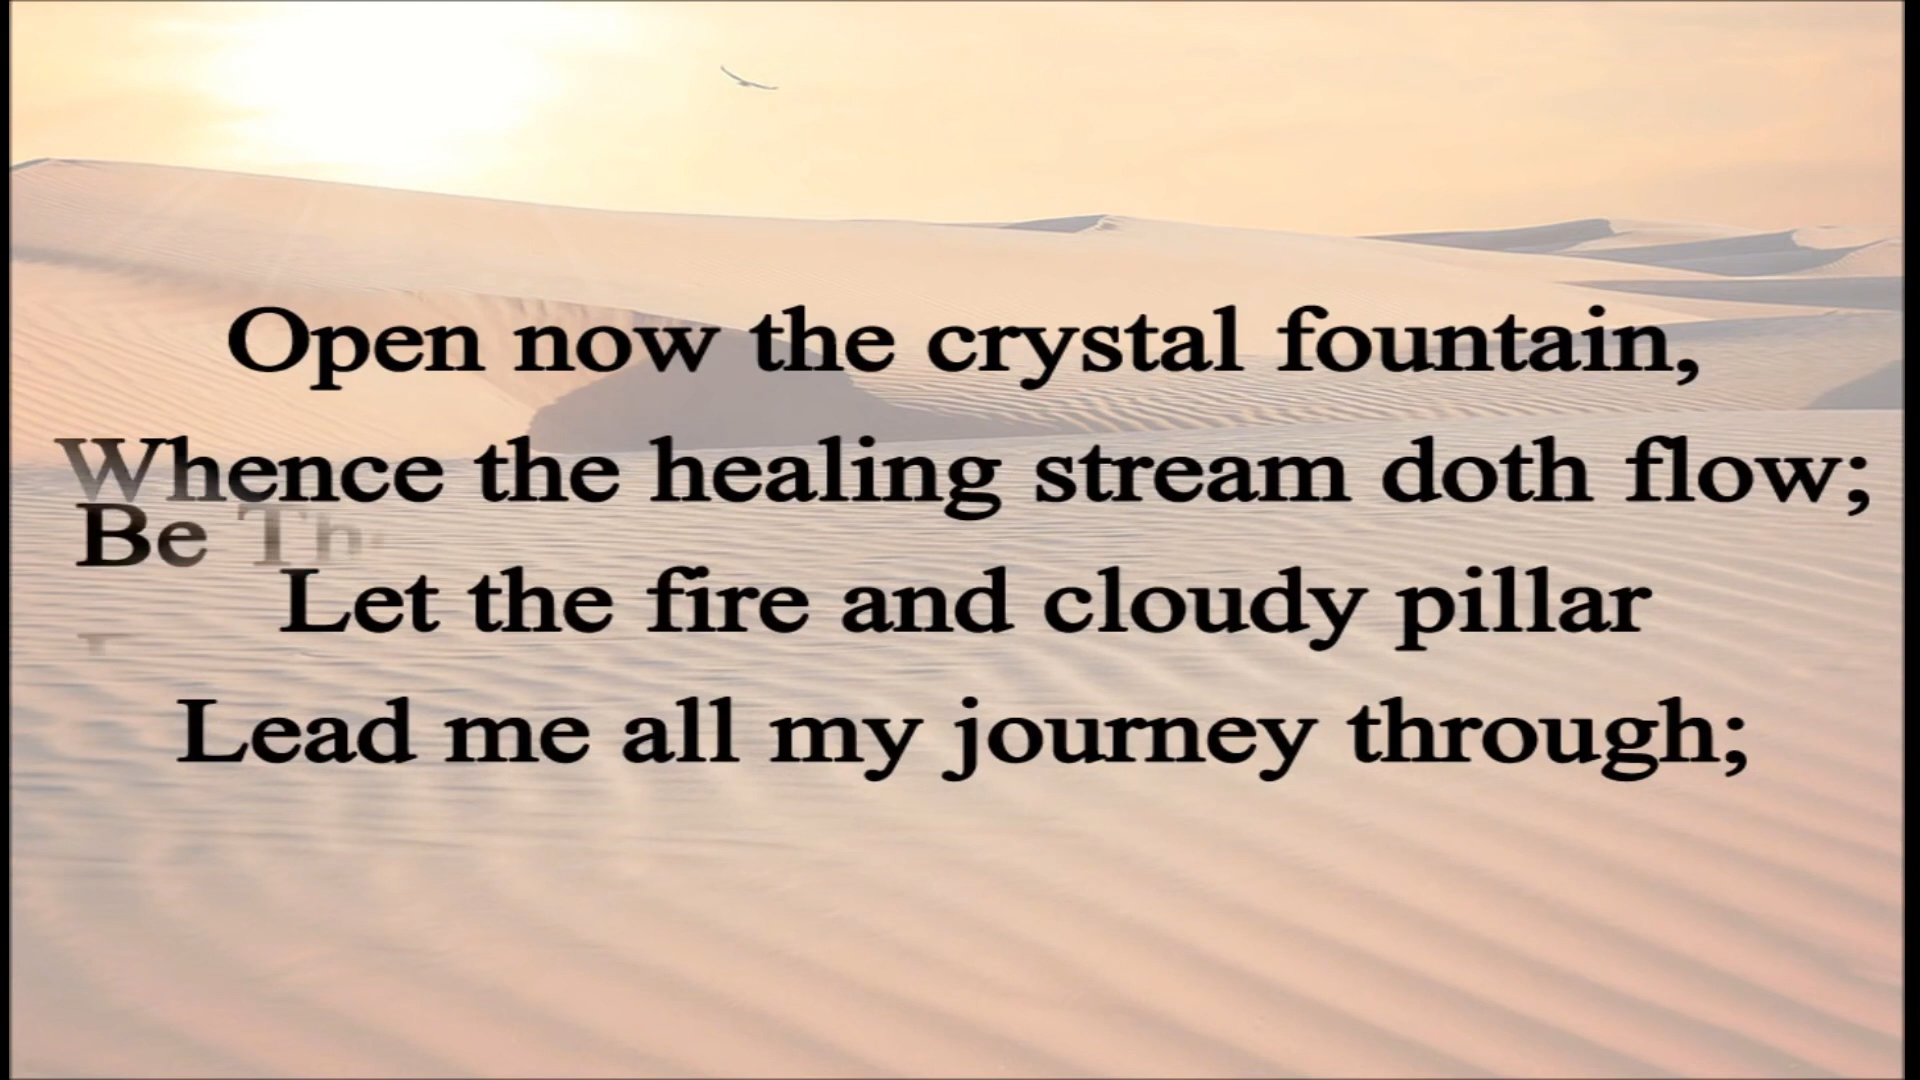 Open now the crystal fountain,
Whence the healing stream doth flow;
Be Th
Let the fire and cloudy pillar
Lead me all my journey through;